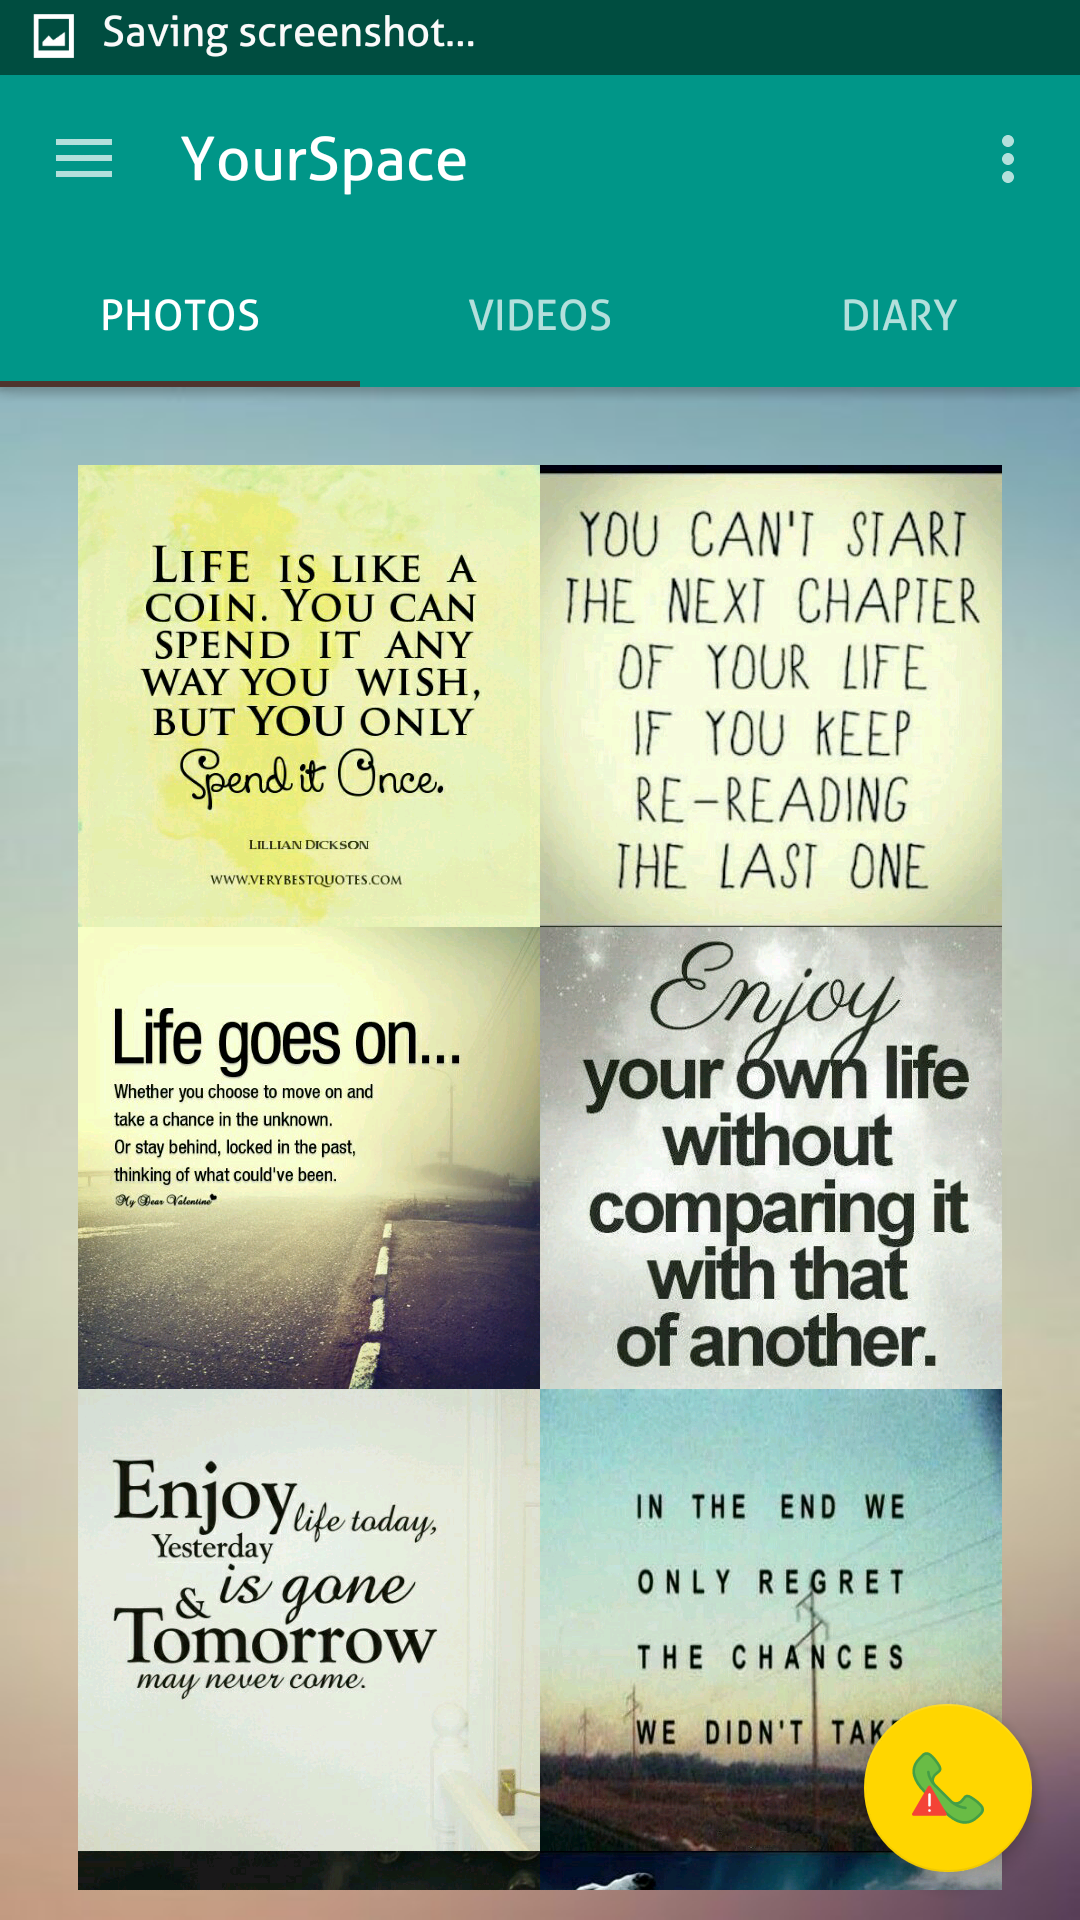 Saving screenshot...
YourSpace
PHOTOS
VIDEOS
DIARY
LIFE IS LIKE A
COIN. YOU CAN
SPEND IT ANY
WAY YOU WISH,
BUT YOU ONLY
Spend it Once.
LILLIAN DICKSON
WWW.VERYBESTQUOTES.COM
YOU CAN'T START
THE NEXT CHAPTER
OF YOUR LIFE
IF YOU KEEP
RE-READING
THE LAST ONE
Life goes on...
Whether you choose to move on and
take a chance in the unknown.
Or stay behind, locked in the past,
thinking of what could've been.
My Dear Valentine
Enjoy
your own life
without
comparing it
with that
of another.
Enjoy life today,
Yesterday
is gone
&
Tomorrow
may never come.
IN THE END WE
ONLY REGRET
THE CHANCES
WE DIDN'T TAK